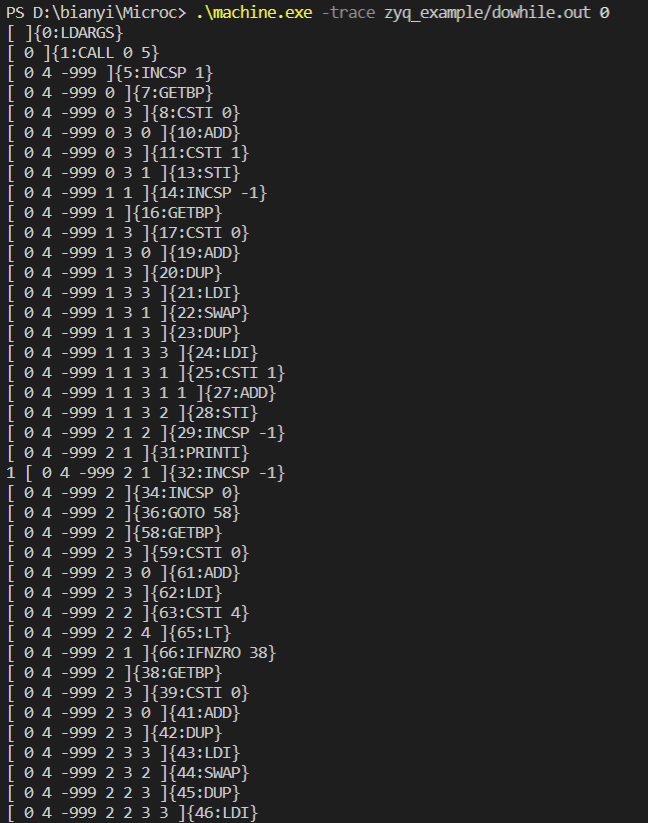 PS D:\bianyi\Microc> .\machine.exe -trace zyq_example/dowhile.out 0
[ ]{0:LDARGS}
[ 0 ]{1:CALL 0 5}
[ 0 4 -999 ]{5:INCSP 1}
[ 0 4 -999 0 ]{7:GETBP}
[ 0 4 -999 0 3 ]{8:CSTI 0}
[ 0 4 -999 0 3 0 ]{10:ADD}
[ 0 4 -999 0 3 ]{11:CSTI 1}
[ 0 4 -999 0 3 1 ]{13:STI}
[ 0 4 -999 1 1 ]{14:INCSP -1}
[ 0 4 -999 1 ]{16:GETBP}
[ 0 4 -999 1 3 ]{17:CSTI 0}
[ 0 4 -999 1 3 0 ]{19:ADD}
[ 0 4 -999 1 3 ]{20:DUP}
[ 0 4 -999 1 3 3 ]{21:LDI}
[ 0 4 -999 1 3 1 ]{22:SWAP}
[ 0 4 -999 1 1 3 ]{23:DUP}
[ 0 4 -999 1 1 3 3 ]{24:LDI}
[ 0 4 -999 1 1 3 1 ]{25:CSTI 1}
[ 0 4 -999 1 1 3 1 1 ]{27:ADD}
[ 0 4 -999 1 1 3 2 ]{28:STI}
[ 0 4 -999 2 1 2 ]{29:INCSP -1}
[ 0 4 -999 2 1 ]{31:PRINTI}
1 [ 0 4 -999 2 1 ]{32:INCSP -1}
[ 0 4 -999 2 ]{34:INCSP 0}
[ 0 4 -999 2 ]{36:GOTO 58}
[ 0 4 -999 2 ]{58:GETBP}
[ 0 4 -999 2 3 ]{59:CSTI 0}
[ 0 4 -999 2 3 0 ]{61:ADD}
[ 0 4 -999 2 3 ]{62:LDI}
[ 0 4 -999 2 2 ]{63:CSTI 4}
[ 0 4 -999 2 2 4 ]{65:LT}
[ 0 4 -999 2 1 ]{66:IFNZRO 38}
[ 0 4 -999 2 ]{38:GETBP}
[ 0 4 -999 2 3 ]{39:CSTI 0}
[ 0 4 -999 2 3 0 ]{41:ADD}
[ 0 4 -999 2 3 ]{42:DUP}
[ 0 4 -999 2 3 3 ]{43:LDI}
[ 0 4 -999 2 3 2 ]{44:SWAP}
[ 0 4 -999 2 2 3 ]{45:DUP}
[ 0 4 -999 2 2 3 3 ]{46:LDI}